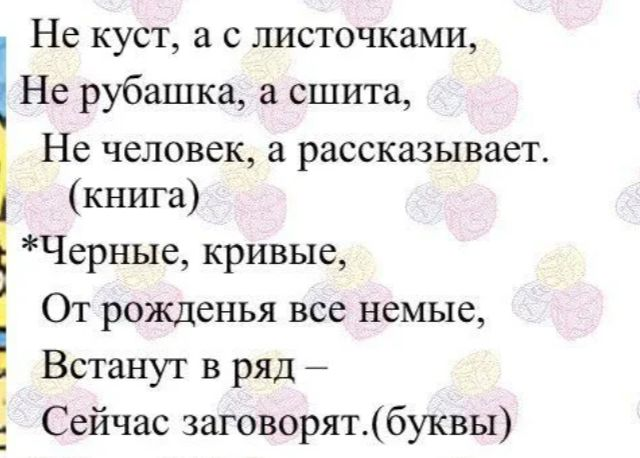 Не куст, а с листочками,
Не рубашка, а сшита,
Не человек, а рассказывает.
(книга)
*Черные, кривые,
От рожденья все немые,
Встанут в ряд –
Сейчас заговорят.(буквы)